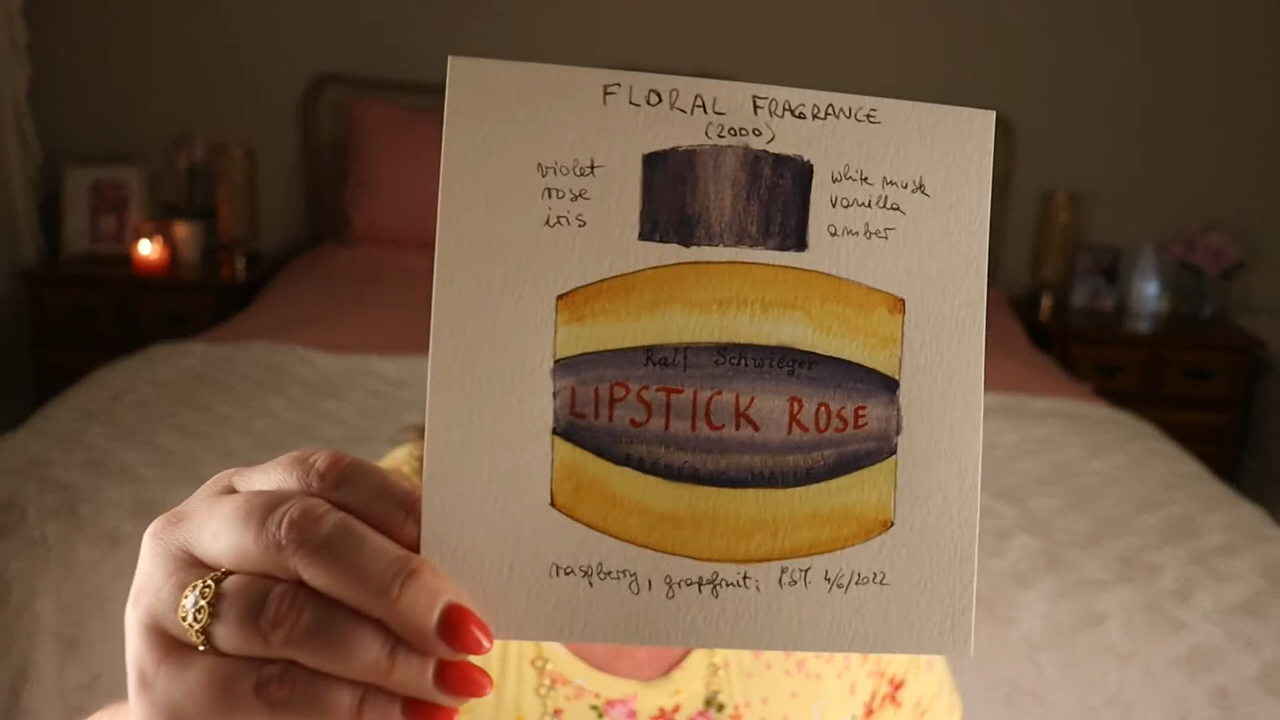 FLORAL FRAGRANCE
(2000)
violet
rose
iris
white musk
vanilla
amber
Ralf Schwieger
LIPSTICK ROSE
MALLE
raspberry, grapefruit; P.S.T. 4/6/2022